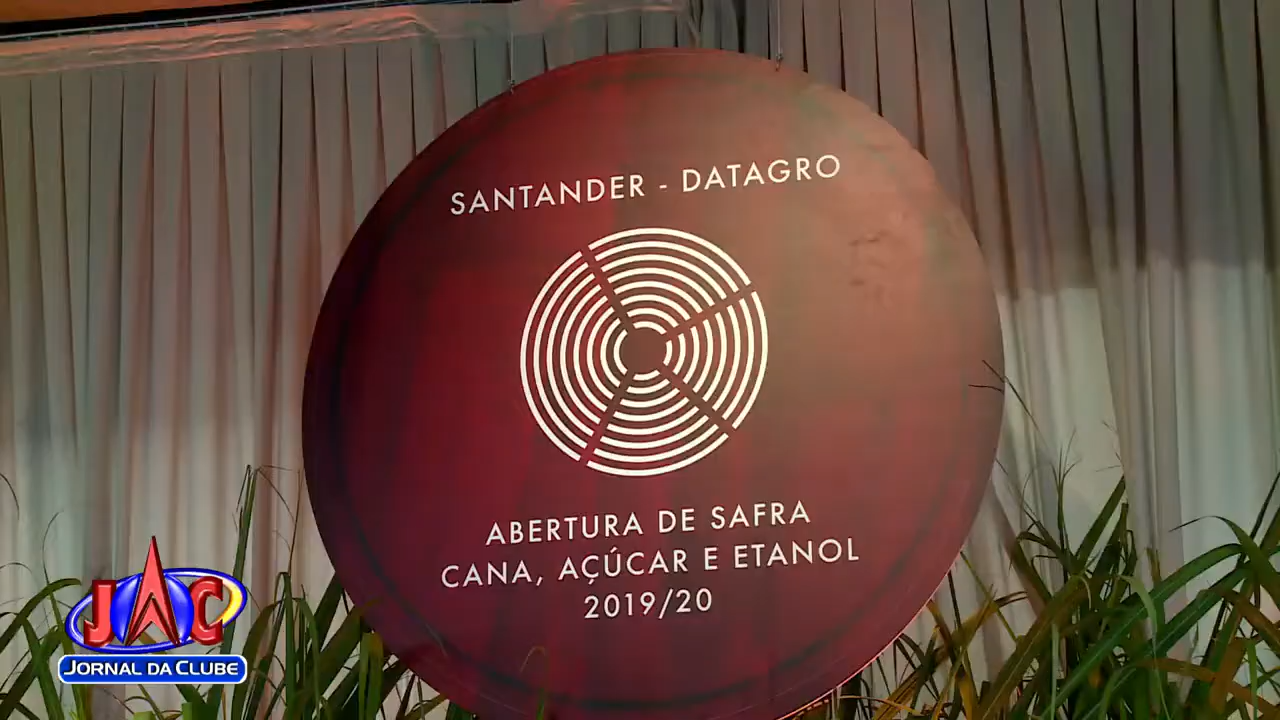 SANTANDER - DATAGRO
ABERTURA DE SAFRA
CANA, AÇÚCAR E ETANOL
2019/20
JAC
JORNAL DA CLUBE